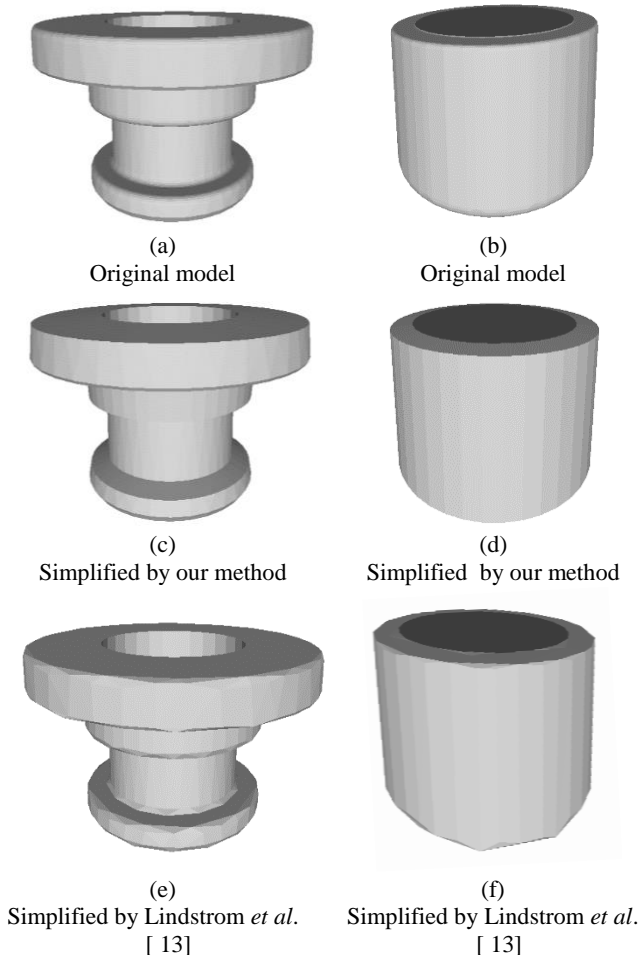 (a)
Original model
(b)
Original model
(c)
Simplified by our method
(d)
Simplified by our method
(e)
Simplified by Lindstrom et al.
[ 13]
(f)
Simplified by Lindstrom et al.
[ 13]